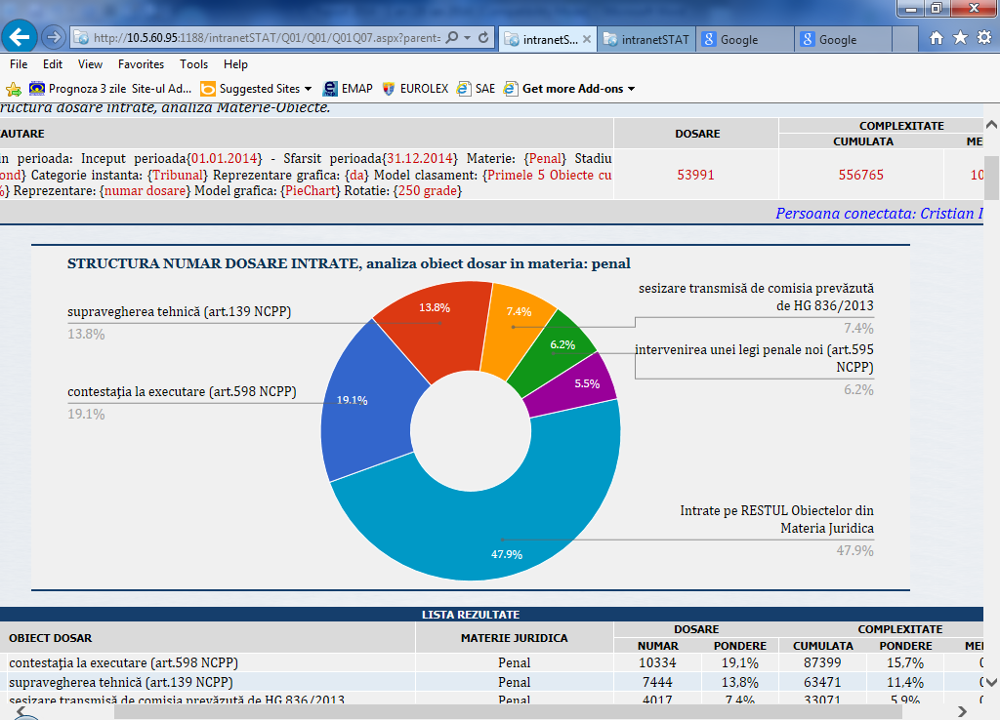 http://10.5.60.95:1188/intranetSTAT/Q01/Q01/Q01Q07.aspx?parent=
intranetS...
intranetSTAT
Google
Google
File Edit View Favorites Tools Help
Prognoza 3 zile
Site-ul Ad...
Suggested Sites
EMAP
EUROLEX
SAE
Get more Add-ons
ructura dosare intrate, analiza Materie-Obiecte.
AUTARE
DOSARE
COMPLEXITATE
CUMULATA
ME
in perioada: Inceput perioada{01.01.2014} - Sfarsit perioada{31.12.2014} Materie: {Penal} Stadiu
ond} Categorie instanta: {Tribunal} Reprezentare grafica: {da} Model clasament: {Primele 5 Obiecte cu
%} Reprezentare: {numar dosare} Model grafica: {PieChart} Rotatie: {250 grade}
53991
556765
10
Persoana conectata: Cristian I
STRUCTURA NUMAR DOSARE INTRATE, analiza obiect dosar in materia: penal
supravegherea tehnică (art.139 NCPP)
13.8%
contestaţia la executare (art.598 NCPP)
19.1%
13.8%
7.4%
6.2%
5.5%
19.1%
47.9%
sesizare transmisă de comisia prevăzută
de HG 836/2013
7.4%
intervenirea unei legi penale noi (art.595
NCPP)
6.2%
Intrate pe RESTUL Obiectelor din
Materia Juridica
47.9%
LISTA REZULTATE
OBIECT DOSAR
MATERIE JURIDICA
DOSARE
COMPLEXITATE
NUMAR PONDERE CUMULATA PONDERE MEI
contestaţia la executare (art.598 NCPP) Penal 10334 19,1% 87399 15,7%
supravegherea tehnică (art.139 NCPP) Penal 7444 13,8% 63471 11,4%
sesizare transmisă de comisia prevăzută de HG 836/2013 Penal 4017 7,4% 33071 5,9%